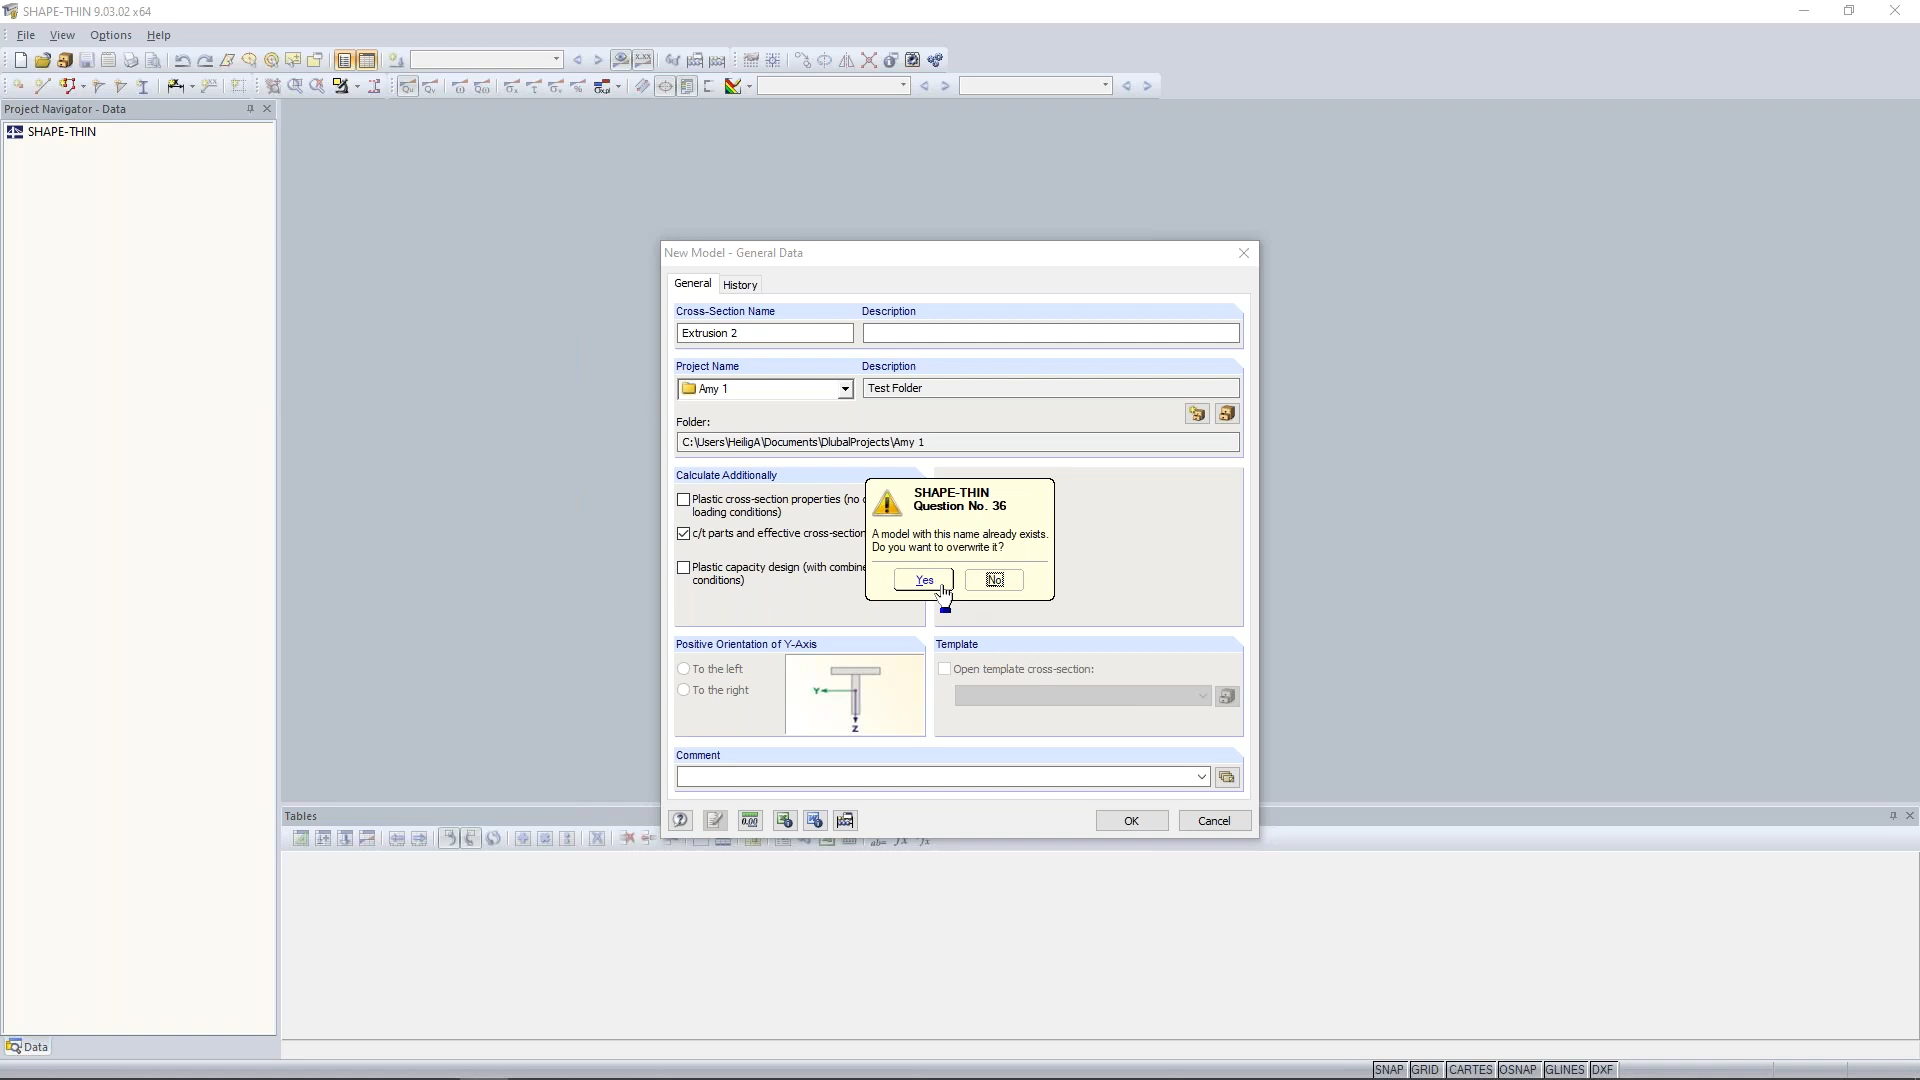 SHAPE-THIN 9.03.02 x64
File View Options Help
Project Navigator - Data
SHAPE-THIN
New Model - General Data
General History
Cross-Section Name Description
Extrusion 2
Project Name Description
Amy 1 Test Folder
Folder:
C:\Users\HeiligA\Documents\DlubalProjects\Amy 1
Calculate Additionally
Plastic cross-section properties (no
loading conditions)
c/t parts and effective cross-section
Plastic capacity design (with combine
conditions)
SHAPE-THIN
Question No. 36
A model with this name already exists.
Do you want to overwrite it?
Yes No
Positive Orientation of Y-Axis Template
To the left
To the right
Y
Z
Open template cross-section:
Comment
OK Cancel
Tables
Data
SNAP GRID CARTES OSNAP GLINES DXF